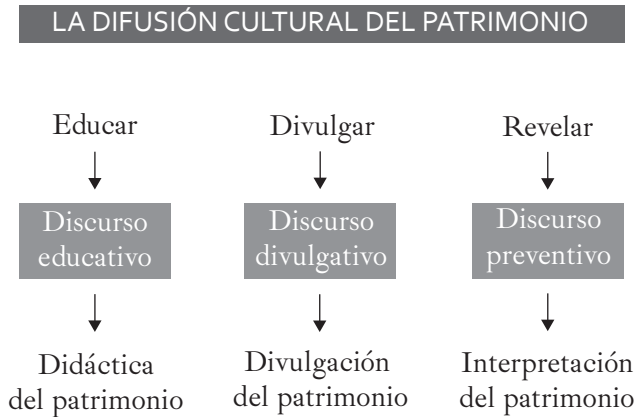 LA DIFUSIÓN CULTURAL DEL PATRIMONIO
Educar
Divulgar
Revelar
Discurso
educativo
Discurso
divulgativo
Discurso
preventivo
Didáctica
del patrimonio
Divulgación
del patrimonio
Interpretación
del patrimonio